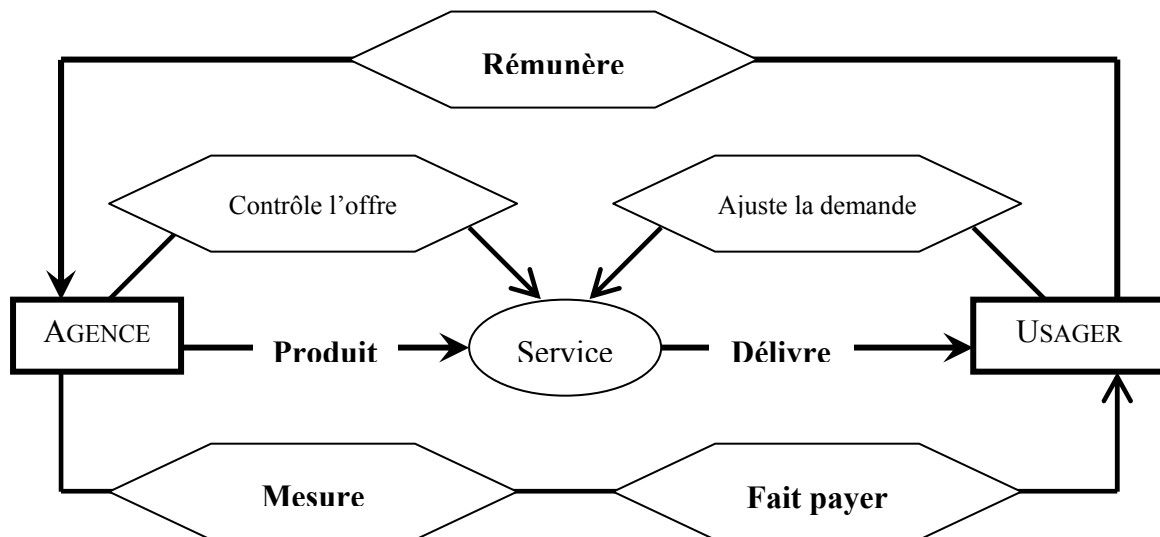 Rémunère
Contrôle l’offre
Ajuste la demande
AGENCE
Produit
Service
Délivre
USAGER
Mesure
Fait payer